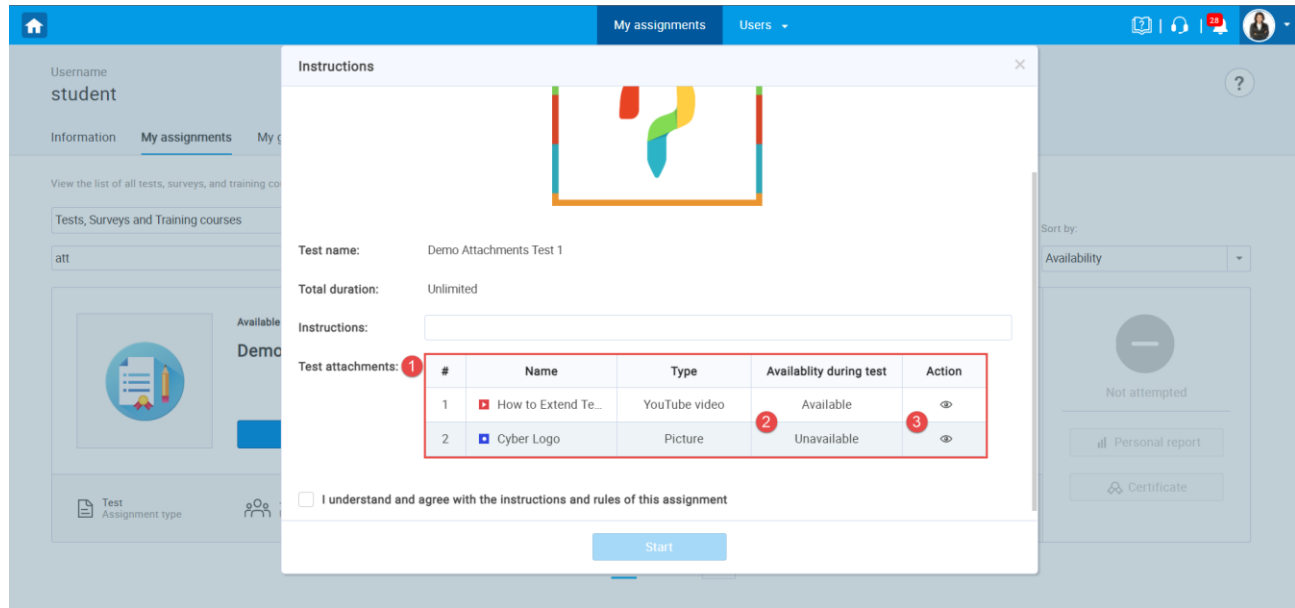 My assignments Users
28
Instructions
Username
student
?
Information My assignments My
View the list of all tests, surveys, and training
Tests, Surveys and Training courses
att
Sort by:
Availability
Test name: Demo Attachments Test 1
Total duration: Unlimited
Instructions:
Available
Demo
Test attachments: 1
# Name Type Availablity during test Action
1 How to Extend Te... YouTube video Available
2 3
2 Cyber Logo Picture Unavailable
Not attempted
Personal report
Certificate
Test
Assignment type
I understand and agree with the instructions and rules of this assignment
Start